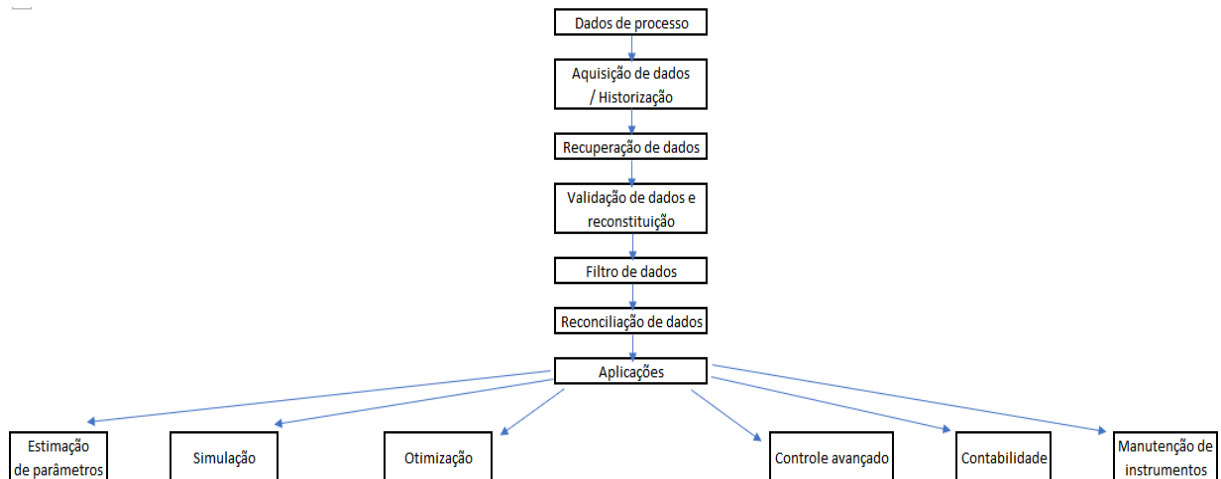 Dados de processo
Aquisição de dados
/ Historização
Recuperação de dados
Validação de dados e
reconstituição
Filtro de dados
Reconciliação de dados
Aplicações
Estimação
de parâmetros
Simulação
Otimização
Controle avançado
Contabilidade
Manutenção de
instrumentos